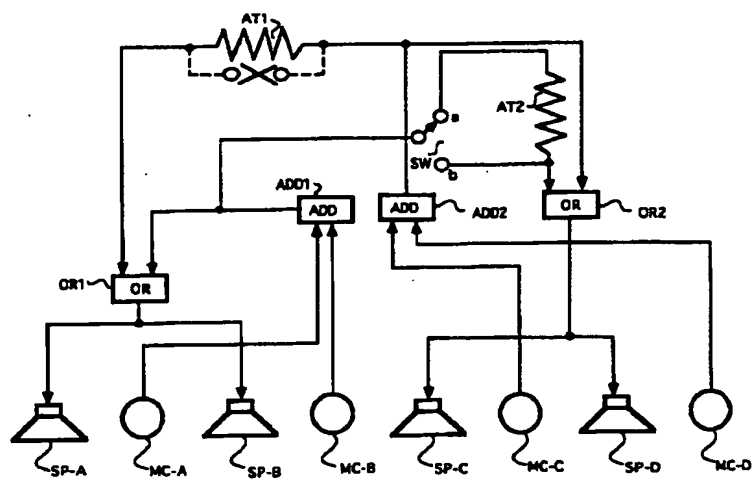 AT1
a
AT2
SW
b
ADD1
ADD
ADD
ADD2
OR
OR2
OR1
OR
SP-A
MC-A
SP-B
MC-B
SP-C
MC-C
SP-D
MC-D